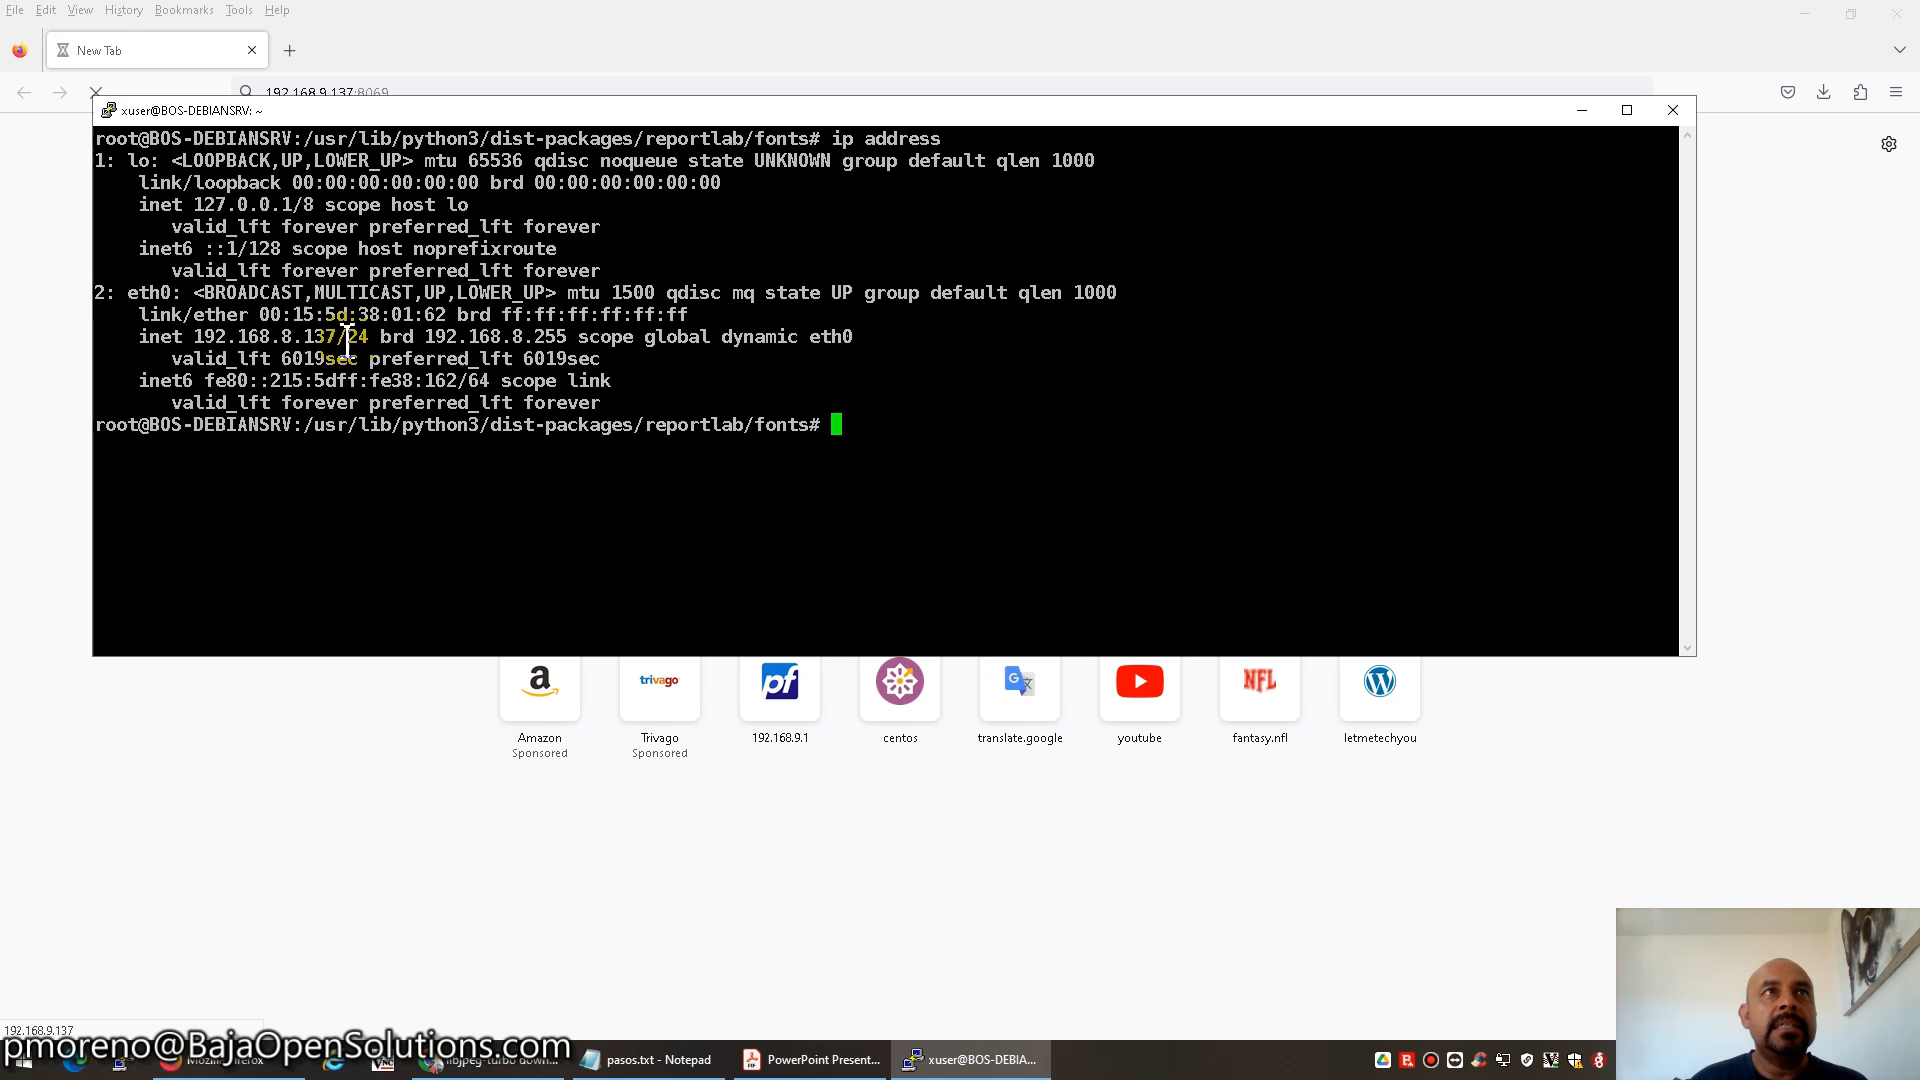 File Edit View History Bookmarks Tools Help
New Tab
192.168.9.137:8069
xuser@BOS-DEBIANSRV: ~
root@BOS-DEBIANSRV:/usr/lib/python3/dist-packages/reportlab/fonts# ip address
1: lo: <LOOPBACK,UP,LOWER_UP> mtu 65536 qdisc noqueue state UNKNOWN group default qlen 1000
link/loopback 00:00:00:00:00:00 brd 00:00:00:00:00:00
inet 127.0.0.1/8 scope host lo
valid_lft forever preferred_lft forever
inet6 ::1/128 scope host noprefixroute
valid_lft forever preferred_lft forever
2: eth0: <BROADCAST,MULTICAST,UP,LOWER_UP> mtu 1500 qdisc mq state UP group default qlen 1000
link/ether 00:15:5d:38:01:62 brd ff:ff:ff:ff:ff:ff
inet 192.168.8.137/24 brd 192.168.8.255 scope global dynamic eth0
valid_lft 6019sec preferred_lft 6019sec
inet6 fe80::215:5dff:fe38:162/64 scope link
valid_lft forever preferred_lft forever
root@BOS-DEBIANSRV:/usr/lib/python3/dist-packages/reportlab/fonts#
a trivago pf G NFL W
Amazon Trivago 192.168.9.1 centos translate.google youtube fantasy.nfl letmetechyou
Sponsored Sponsored
192.168.9.137
pmoreno@BajaOpenSolutions.com
pasos.txt - Notepad PowerPoint Present... xuser@BOS-DEBIA...